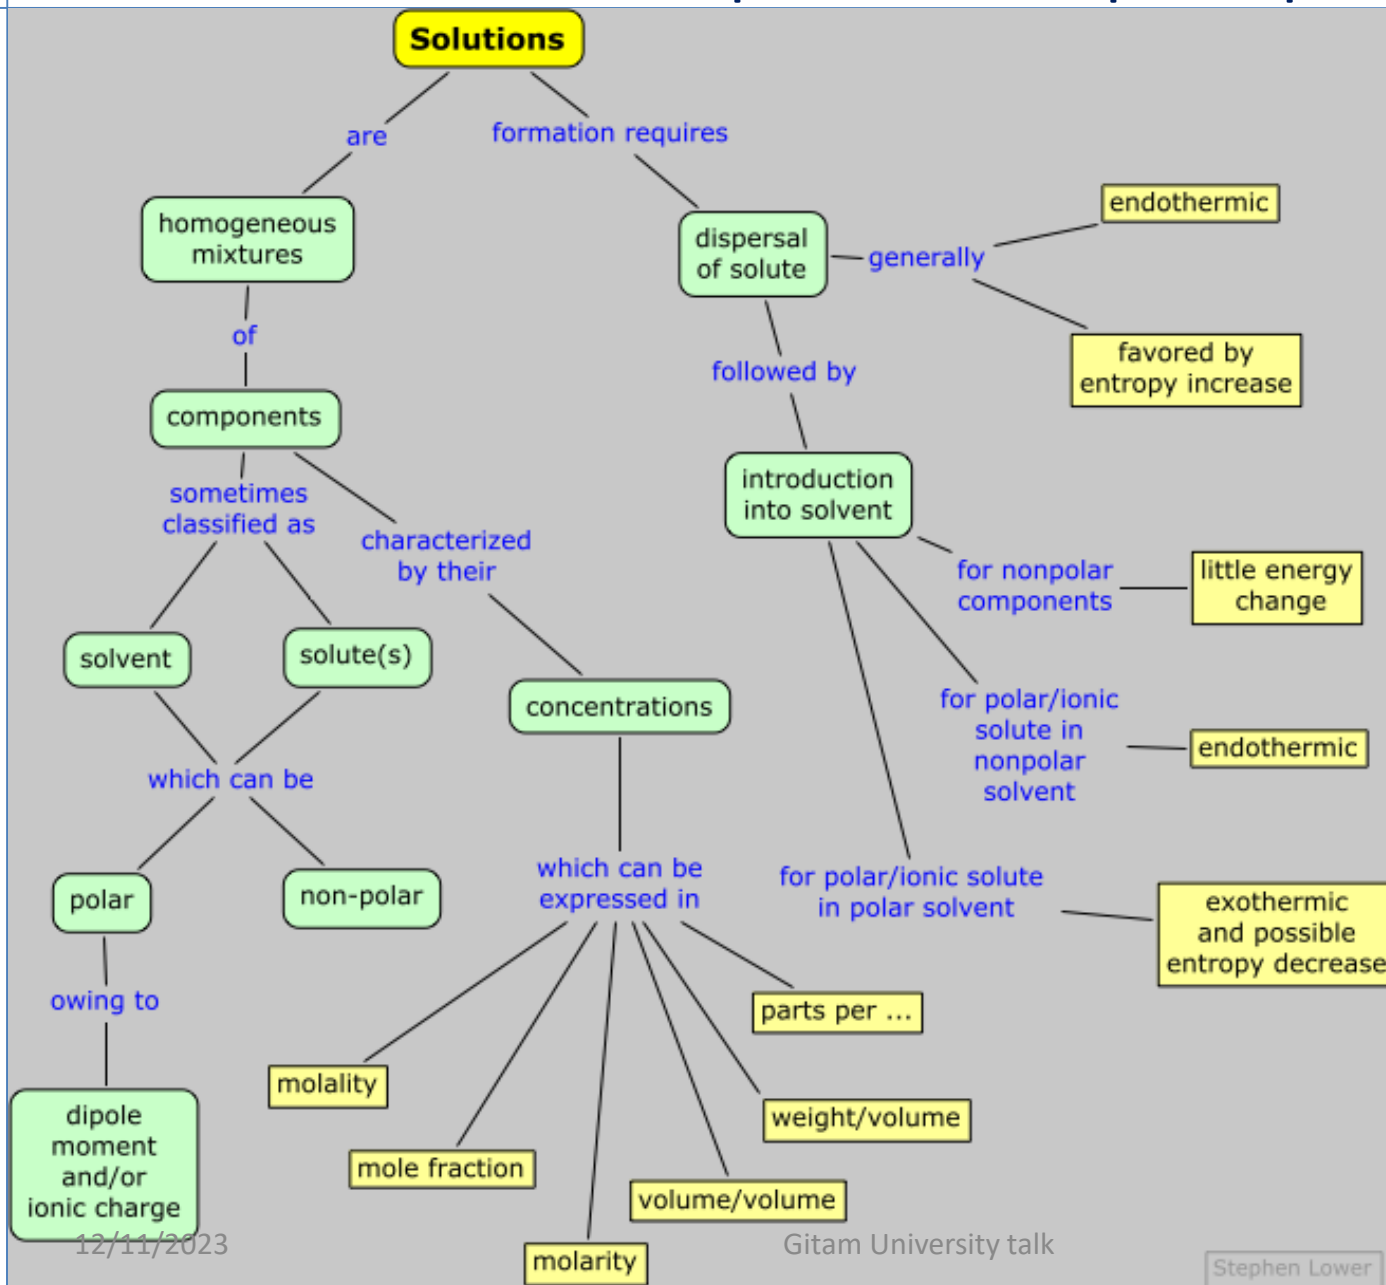 Solutions
are
formation requires
homogeneous
mixtures
dispersal
of solute
generally
endothermic
favored by
entropy increase
of
followed by
components
introduction
into solvent
sometimes
classified as
characterized
by their
for nonpolar
components
little energy
change
solvent
solute(s)
concentrations
for polar/ionic
solute in
nonpolar
solvent
endothermic
which can be
polar
non-polar
which can be
expressed in
for polar/ionic solute
in polar solvent
exothermic
and possible
entropy decrease
owing to
parts per ...
molality
weight/volume
dipole
moment
and/or
ionic charge
mole fraction
volume/volume
molarity
12/11/2023
Gitam University talk
Stephen Lower